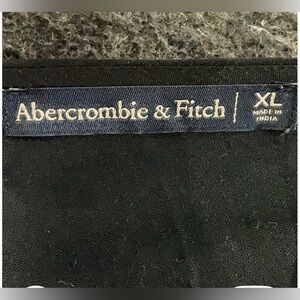 Abercrombie & Fitch | XL
MADE IN
INDIA